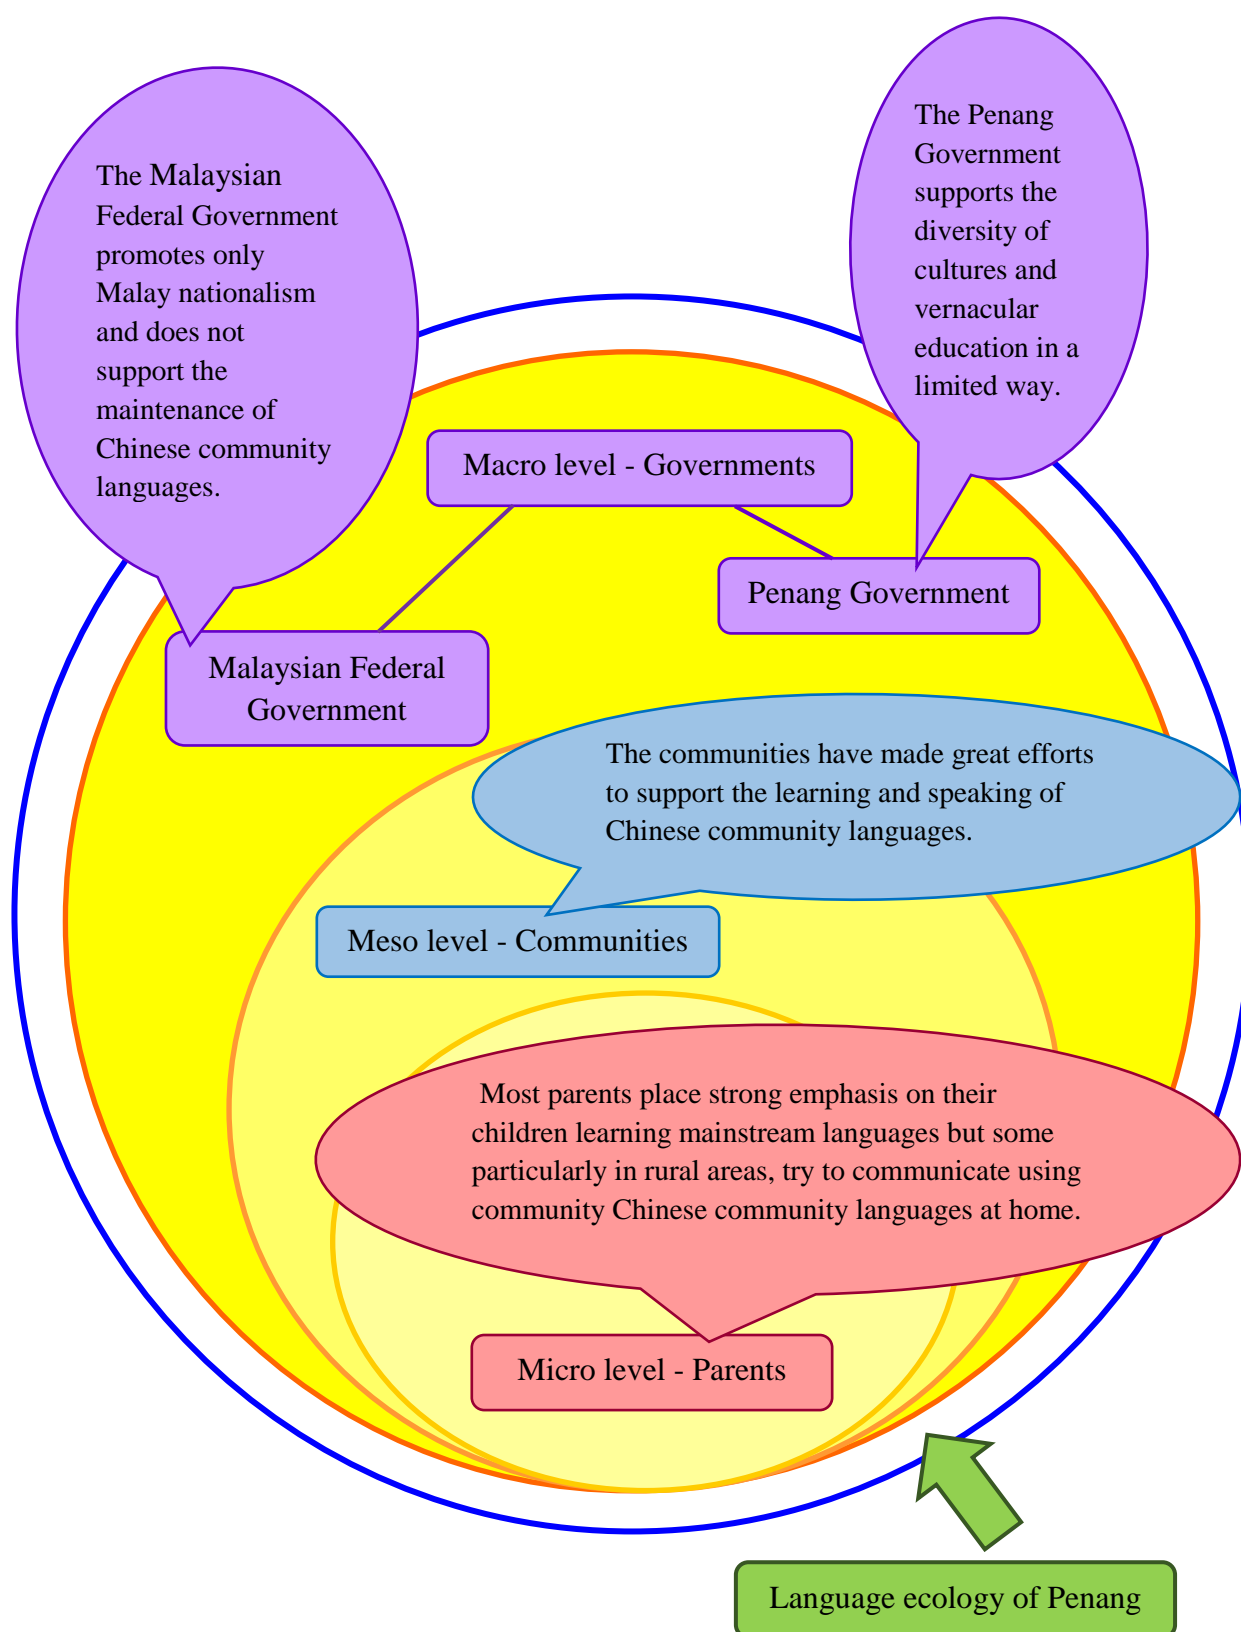 The Malaysian
Federal Government
promotes only
Malay nationalism
and does not
support the
maintenance of
Chinese community
languages.
The Penang
Government
supports the
diversity of
cultures and
vernacular
education in a
limited way.
Macro level - Governments
Penang Government
Malaysian Federal
Government
The communities have made great efforts
to support the learning and speaking of
Chinese community languages.
Meso level - Communities
Most parents place strong emphasis on their
children learning mainstream languages but some
particularly in rural areas, try to communicate using
community Chinese community languages at home.
Micro level - Parents
Language ecology of Penang